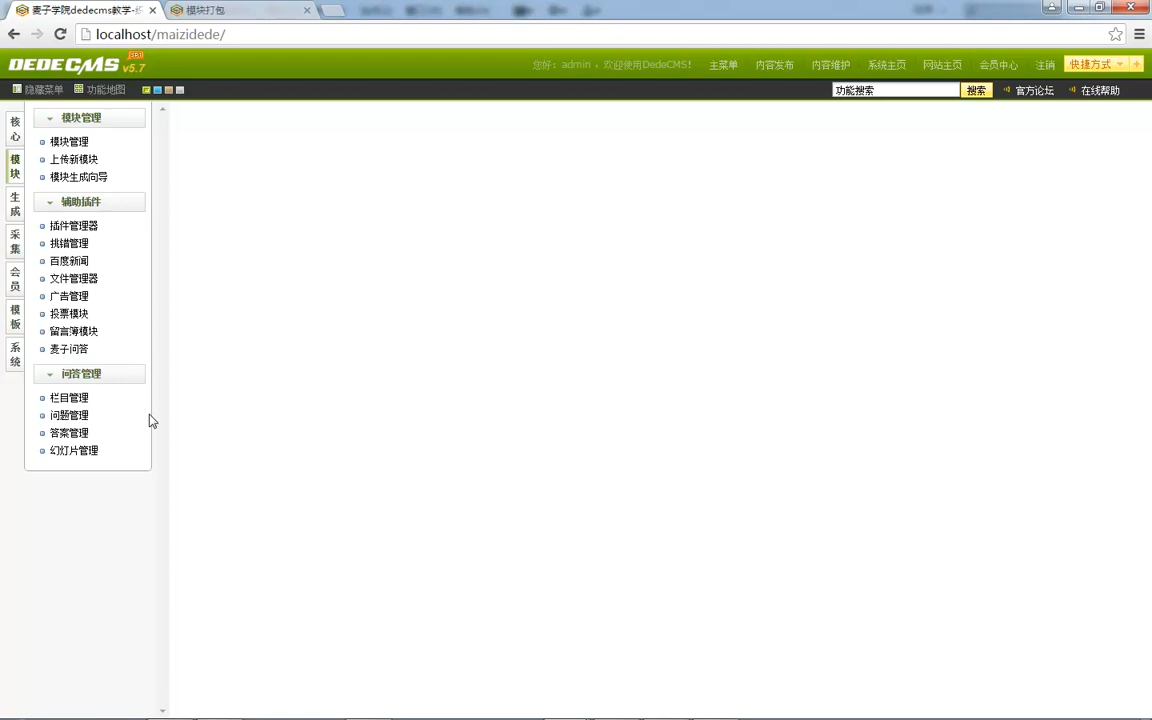 麦子学院dedecms教学-织
模块打包
localhost/maizidede/
DEDECMS v5.7
您好：admin ，欢迎使用DedeCMS！ 主菜单 内容发布 内容维护 系统主页 网站主页 会员中心 注销 快捷方式 +
隐藏菜单 功能地图 功能搜索 搜索 官方论坛 在线帮助
核心
模块
生成
采集
会员
模板
系统
模块管理
模块管理
上传新模块
模块生成向导
辅助插件
插件管理器
挑错管理
百度新闻
文件管理器
广告管理
投票模块
留言簿模块
麦子问答
问答管理
栏目管理
问题管理
答案管理
幻灯片管理